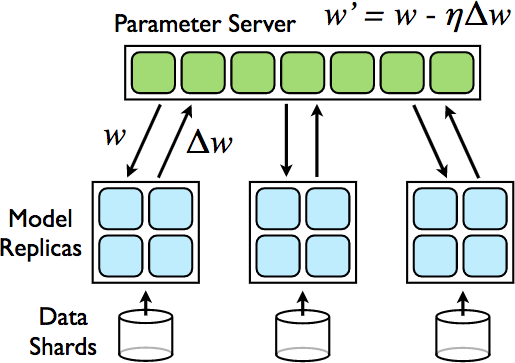 Parameter Server
w' = w - ηΔw
w
Δw
Model
Replicas
Data
Shards